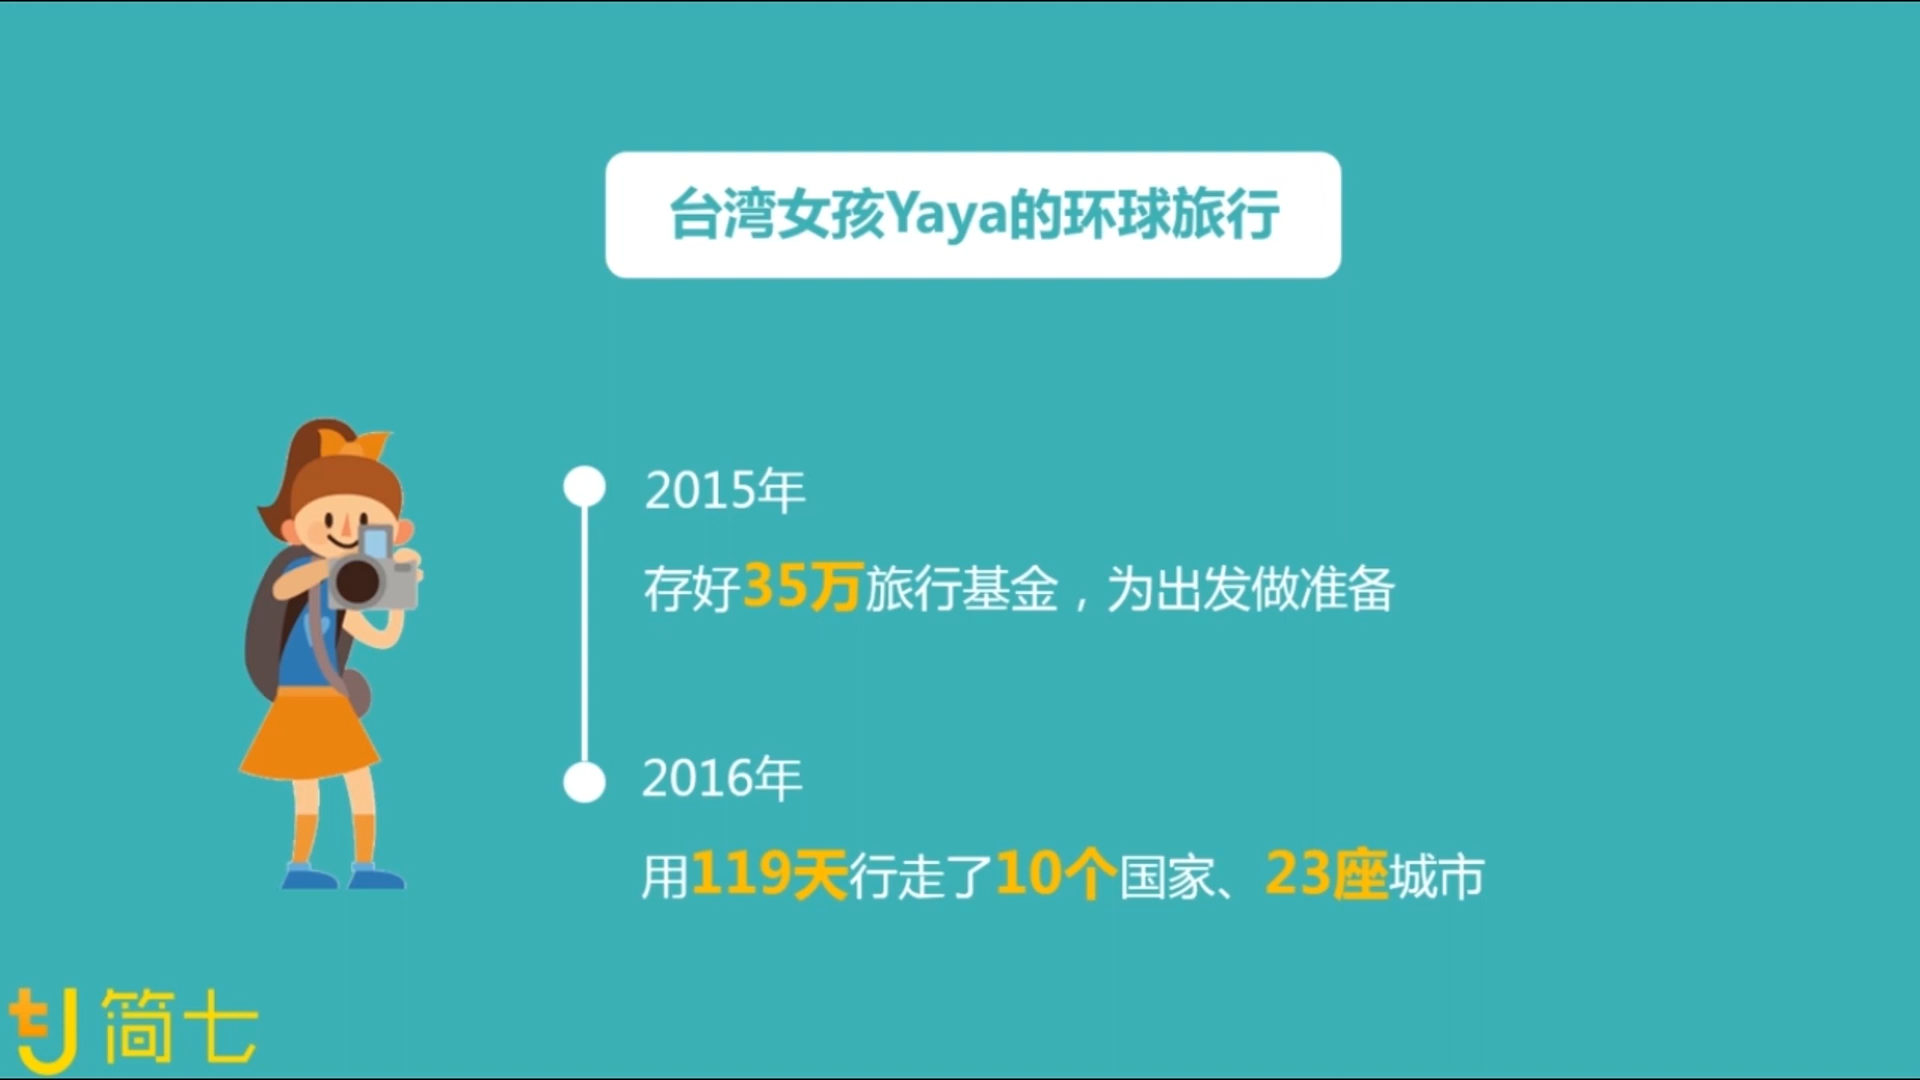 台湾女孩Yaya的环球旅行
2015年
存好35万旅行基金，为出发做准备
2016年
用119天行走了10个国家、23座城市
简七